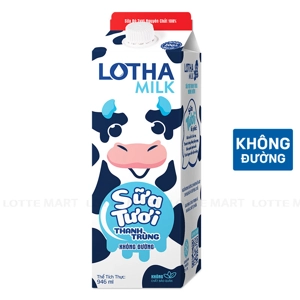 LOTHA
MILK
KHÔNG
ĐƯỜNG
LOTTE MART
Sữa
Tươi
THANH TRÙNG
KHÔNG ĐƯỜNG
Thể Tích Thực:
946 ml